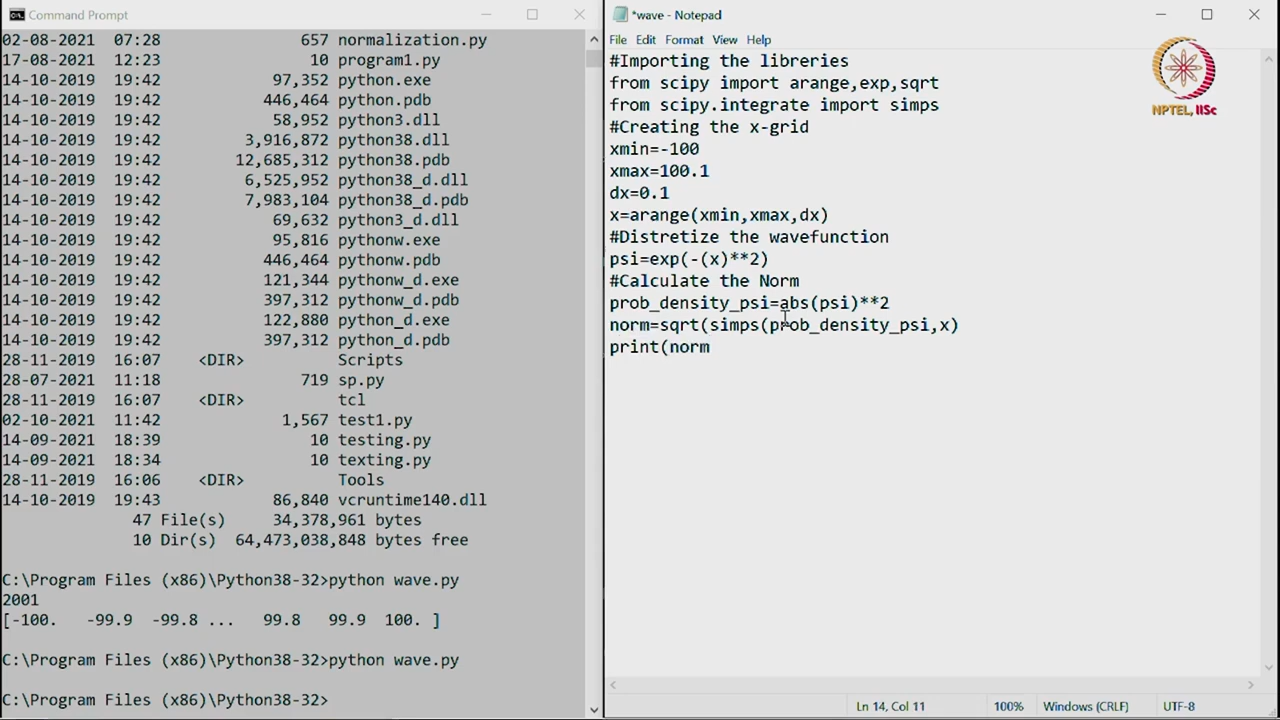 Command Prompt
02-08-2021 07:28 657 normalization.py
17-08-2021 12:23 10 program1.py
14-10-2019 19:42 97,352 python.exe
14-10-2019 19:42 446,464 python.pdb
14-10-2019 19:42 58,952 python3.dll
14-10-2019 19:42 3,916,872 python38.dll
14-10-2019 19:42 12,685,312 python38.pdb
14-10-2019 19:42 6,525,952 python38_d.dll
14-10-2019 19:42 7,983,104 python38_d.pdb
14-10-2019 19:42 69,632 python3_d.dll
14-10-2019 19:42 95,816 pythonw.exe
14-10-2019 19:42 446,464 pythonw.pdb
14-10-2019 19:42 121,344 pythonw_d.exe
14-10-2019 19:42 397,312 pythonw_d.pdb
14-10-2019 19:42 122,880 python_d.exe
14-10-2019 19:42 397,312 python_d.pdb
28-11-2019 16:07 <DIR> Scripts
28-07-2021 11:18 719 sp.py
28-11-2019 16:07 <DIR> tcl
02-10-2021 11:42 1,567 test1.py
14-09-2021 18:39 10 testing.py
14-09-2021 18:34 10 texting.py
28-11-2019 16:06 <DIR> Tools
14-10-2019 19:43 86,840 vcruntime140.dll
47 File(s) 34,378,961 bytes
10 Dir(s) 64,473,038,848 bytes free
C:\Program Files (x86)\Python38-32>python wave.py
2001
[-100. -99.9 -99.8 ... 99.8 99.9 100. ]
C:\Program Files (x86)\Python38-32>python wave.py
C:\Program Files (x86)\Python38-32>
*wave - Notepad
File Edit Format View Help
#Importing the libreries
from scipy import arange,exp,sqrt
from scipy.integrate import simps
#Creating the x-grid
xmin=-100
xmax=100.1
dx=0.1
x=arange(xmin,xmax,dx)
#Distretize the wavefunction
psi=exp(-(x)**2)
#Calculate the Norm
prob_density_psi=abs(psi)**2
norm=sqrt(simps(prob_density_psi,x)
print(norm
NPTEL, IISc
Ln 14, Col 11 100% Windows (CRLF) UTF-8